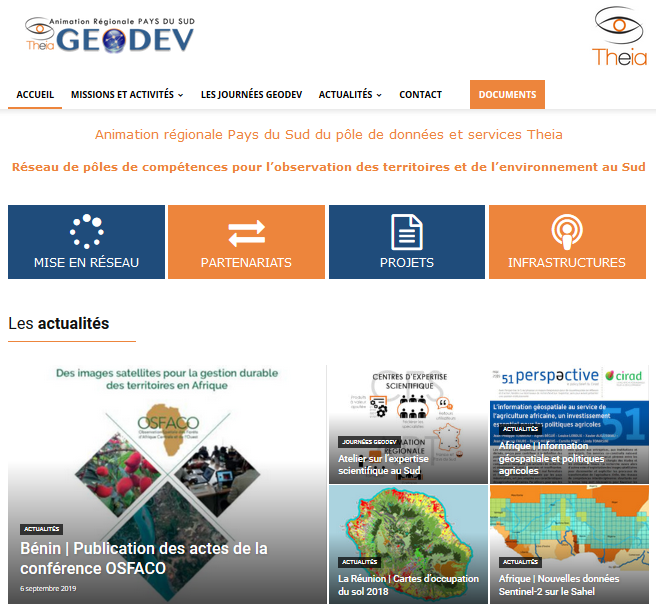 Animation Régionale PAYS DU SUD
Theia GEODEV
Theia
ACCUEIL MISSIONS ET ACTIVITÉS LES JOURNÉES GEODEV ACTUALITÉS CONTACT DOCUMENTS
Animation régionale Pays du Sud du pôle de données et services Theia
Réseau de pôles de compétences pour l'observation des territoires et de l'environnement au Sud
MISE EN RÉSEAU PARTENARIATS PROJETS INFRASTRUCTURES
Les actualités
Des images satellites pour la gestion durable
des territoires en Afrique
OSFACO
ACTUALITÉS
Bénin | Publication des actes de la
conférence OSFACO
6 septembre 2019
CENTRES D'EXPERTISE
SCIENTIFIQUE
JOURNÉES GEODEV
Atelier sur l'expertise
scientifique au Sud
51 perspective
cirad
L'information géospatiale au service de
l'agriculture africaine, un investissement
51
ACTUALITÉS
Afrique | Information
géospatiale et politiques
agricoles
ACTUALITÉS
La Réunion | Cartes d'occupation
du sol 2018
ACTUALITÉS
Afrique | Nouvelles données
Sentinel-2 sur le Sahel